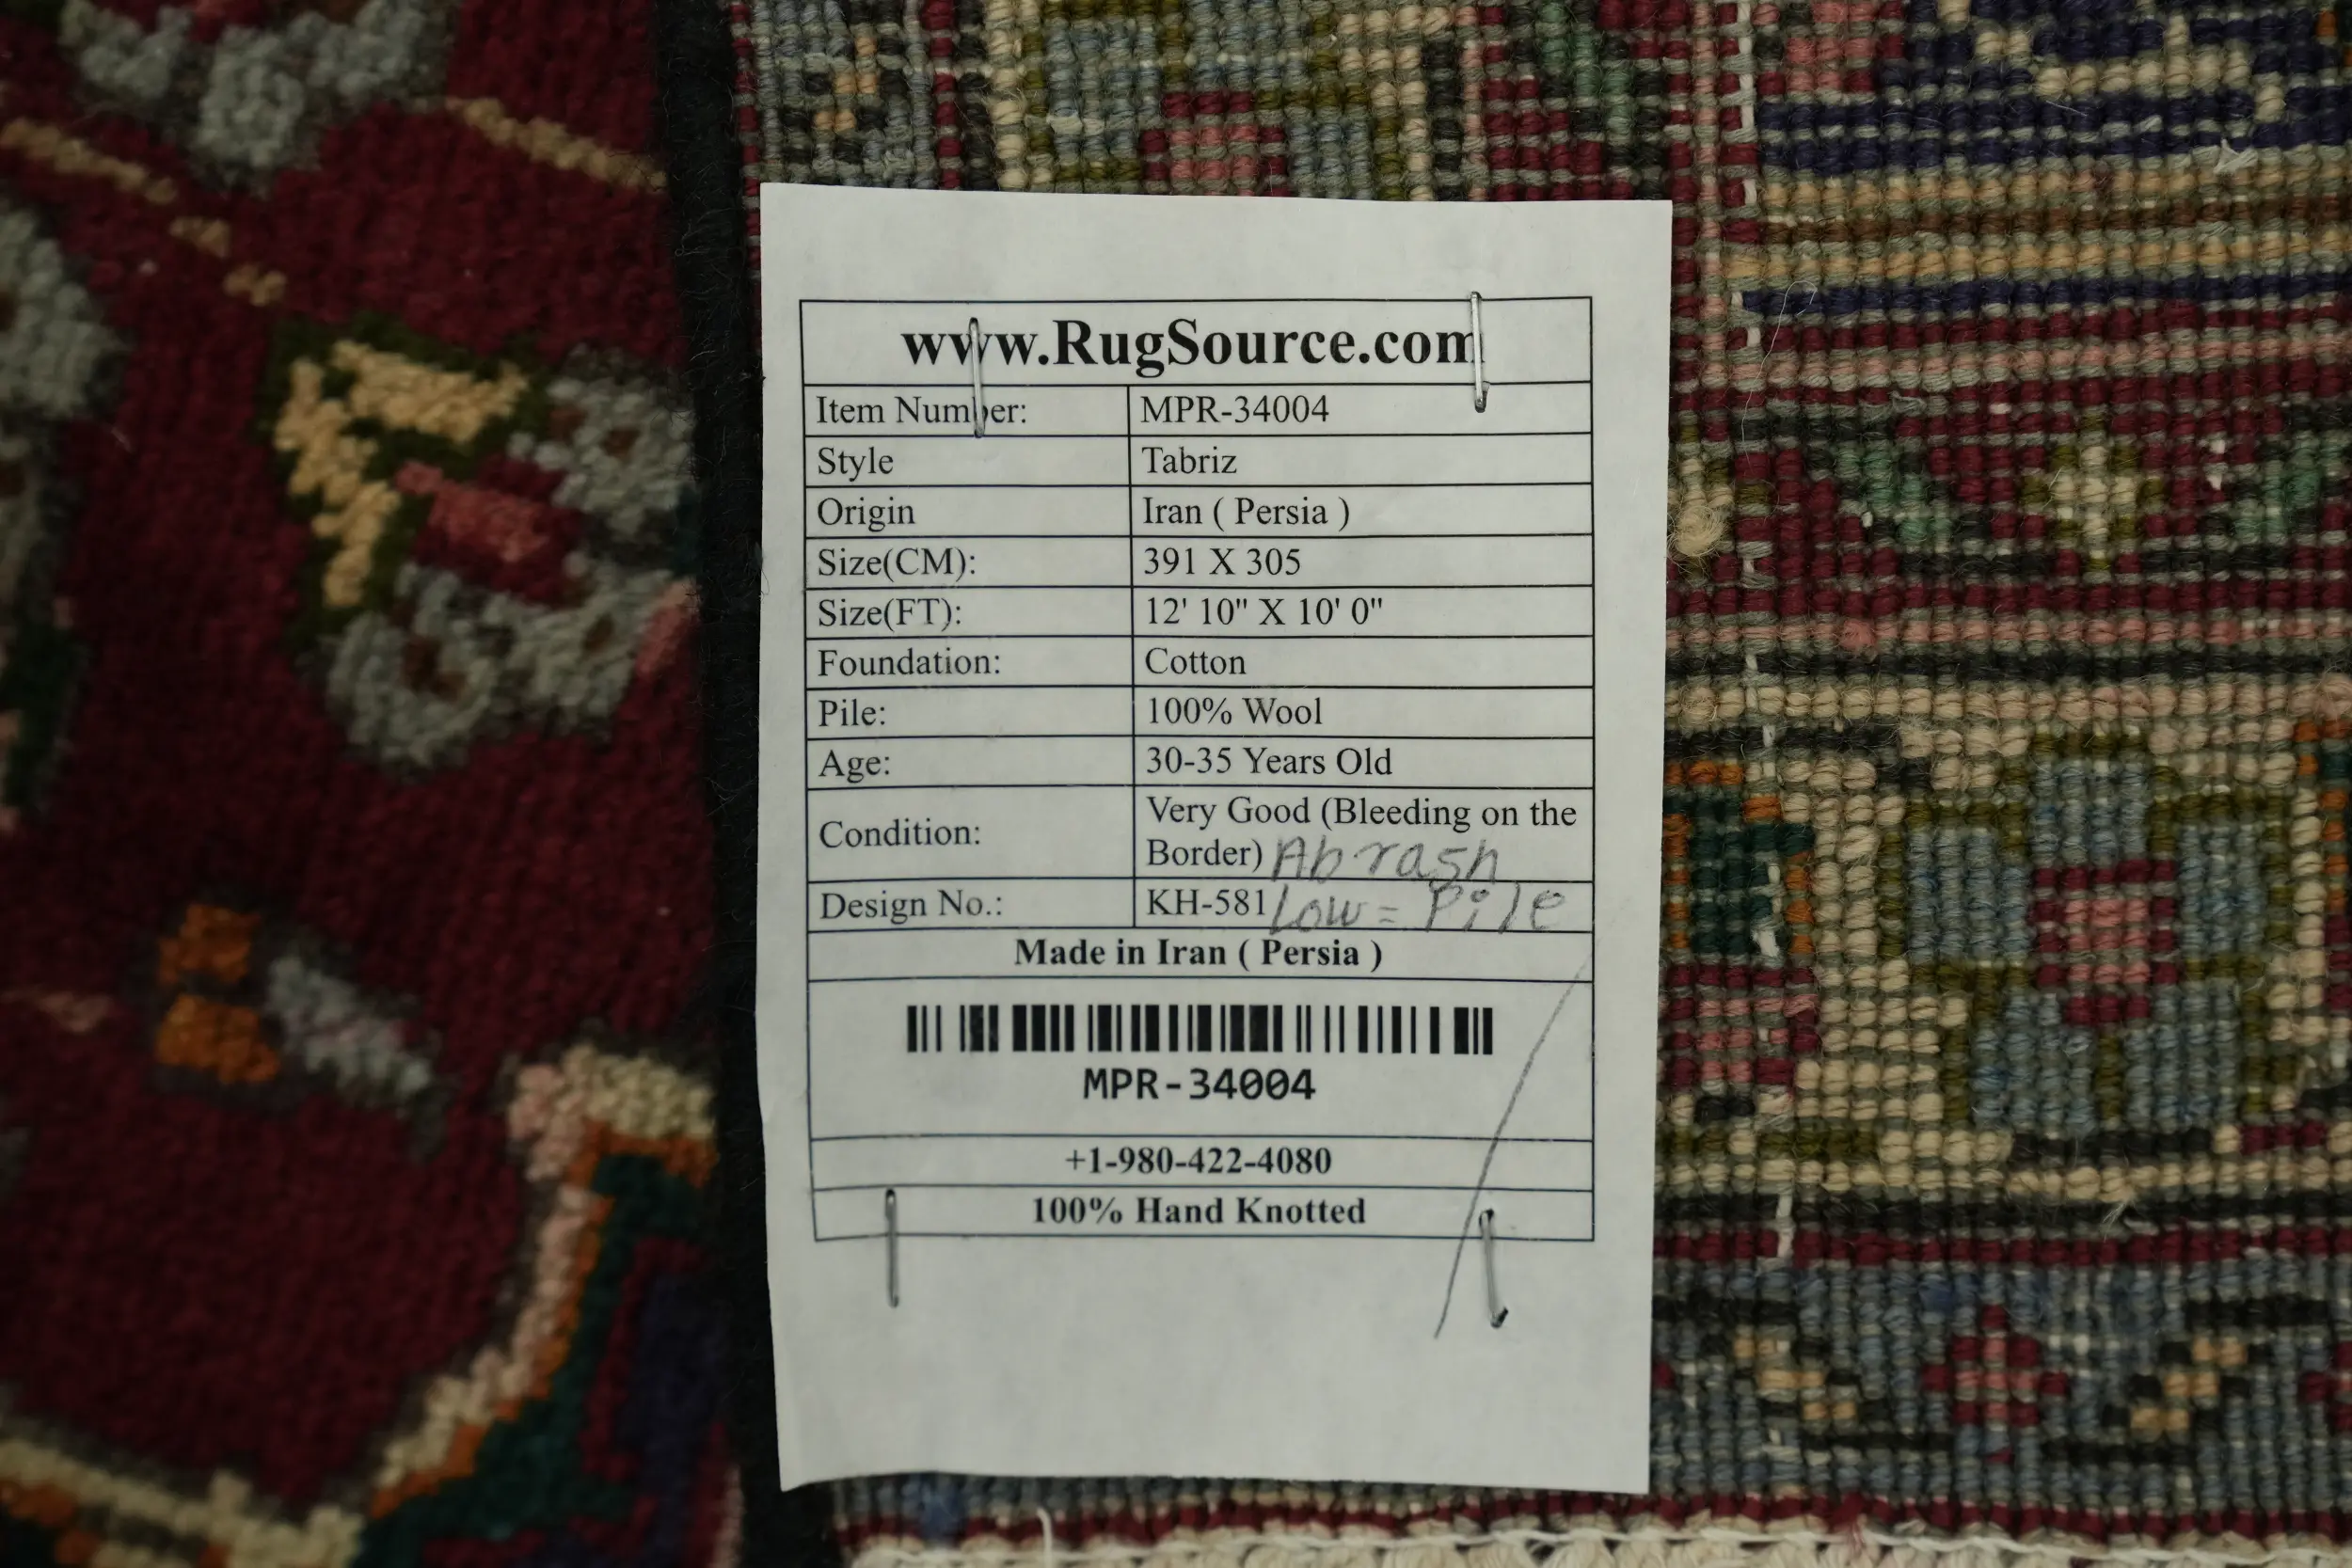 www.RugSource.com
Item Number: MPR-34004
Style Tabriz
Origin Iran ( Persia )
Size(CM): 391 X 305
Size(FT): 12' 10" X 10' 0"
Foundation: Cotton
Pile: 100% Wool
Age: 30-35 Years Old
Condition: Very Good (Bleeding on the
Border) Abrash
Design No.: KH-581 Low = Pile
Made in Iran ( Persia )
MPR-34004
+1-980-422-4080
100% Hand Knotted